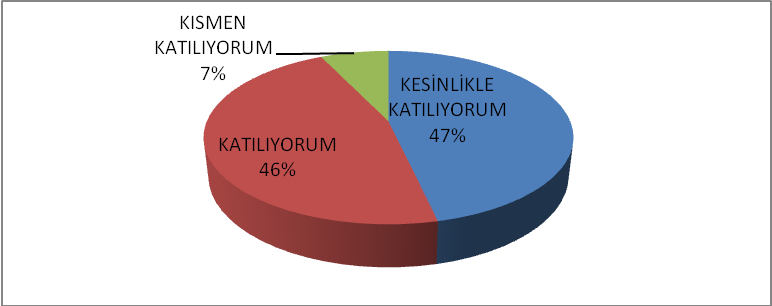 KISMEN
KATILIYORUM
7%
KESİNLİKLE
KATILIYORUM
47%
KATILIYORUM
46%